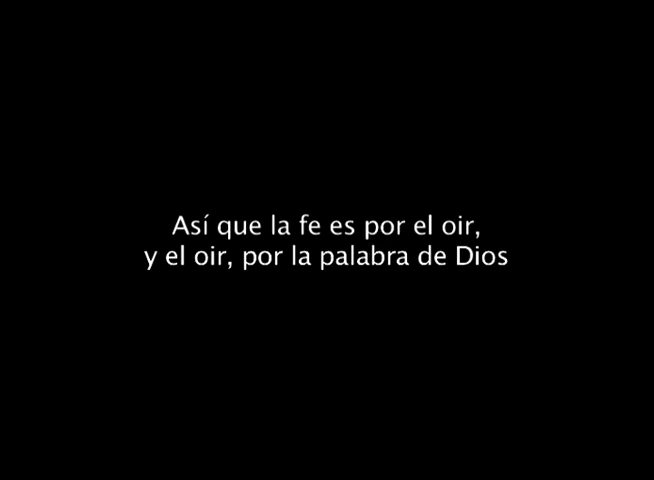 Así que la fe es por el oir,
y el oir, por la palabra de Dios